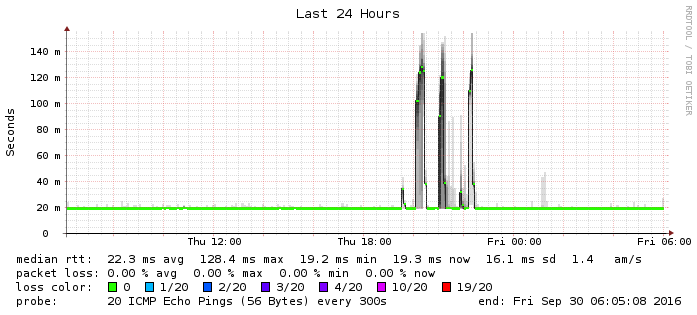 Last 24 Hours
RRDTOOL / TOBI OETIKER
Seconds
140 m
120 m
100 m
80 m
60 m
40 m
20 m
0
Thu 12:00 Thu 18:00 Fri 00:00 Fri 06:00
median rtt: 22.3 ms avg 128.4 ms max 19.2 ms min 19.3 ms now 16.1 ms sd 1.4 am/s
packet loss: 0.00 % avg 0.00 % max 0.00 % min 0.00 % now
loss color: 0 1/20 2/20 3/20 4/20 10/20 19/20
probe: 20 ICMP Echo Pings (56 Bytes) every 300s end: Fri Sep 30 06:05:08 2016